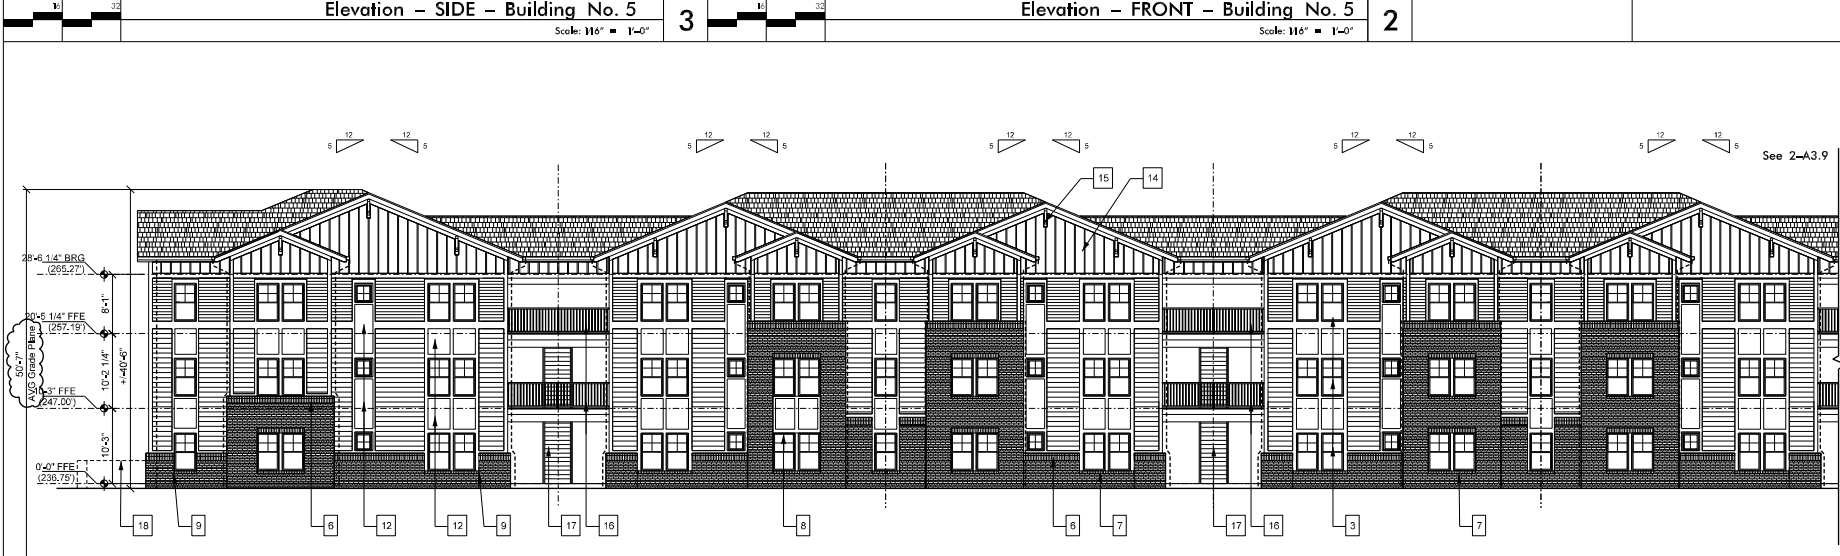 16 32 Elevation – SIDE – Building No. 5 3 16 32 Elevation – FRONT – Building No. 5 2
Scale: 1/16" = 1'–0" Scale: 1/16" = 1'–0"
12 12 12 12 12 12 12 12 12 12
5 5 5 5 5 5 5 5 5 5
See 2–A3.9
15 14
28'-6 1/4" BRG
(265.27')
8'-1"
20'-5 1/4" FFE
(257.19')
50'-7"
AVG Grade Plane
10'-2 1/4"
+/-40'-6"
10'-3" FFE
(247.00')
10'-3"
0'-0" FFE
(236.75')
18 9 6 12 12 9 17 16 8 6 7 17 16 3 7